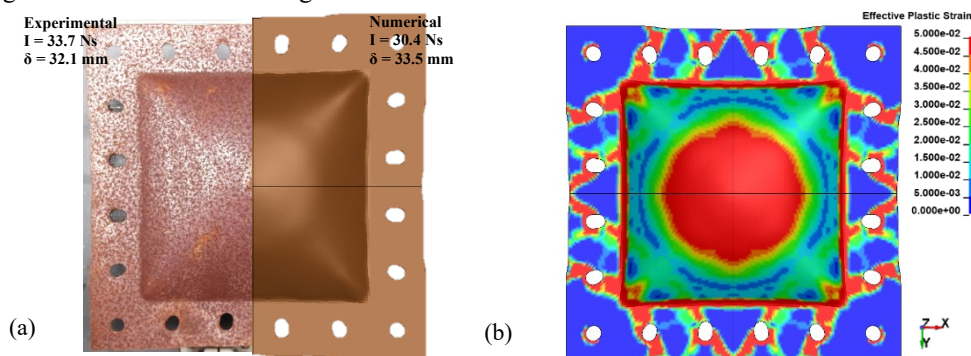 Experimental
I = 33.7 Ns
δ = 32.1 mm
Numerical
I = 30.4 Ns
δ = 33.5 mm
(a)
Effective Plastic Strain
5.000e-02
4.500e-02
4.000e-02
3.500e-02
3.000e-02
2.500e-02
2.000e-02
1.500e-02
1.000e-02
5.000e-03
0.000e+00
(b)
Z X
Y